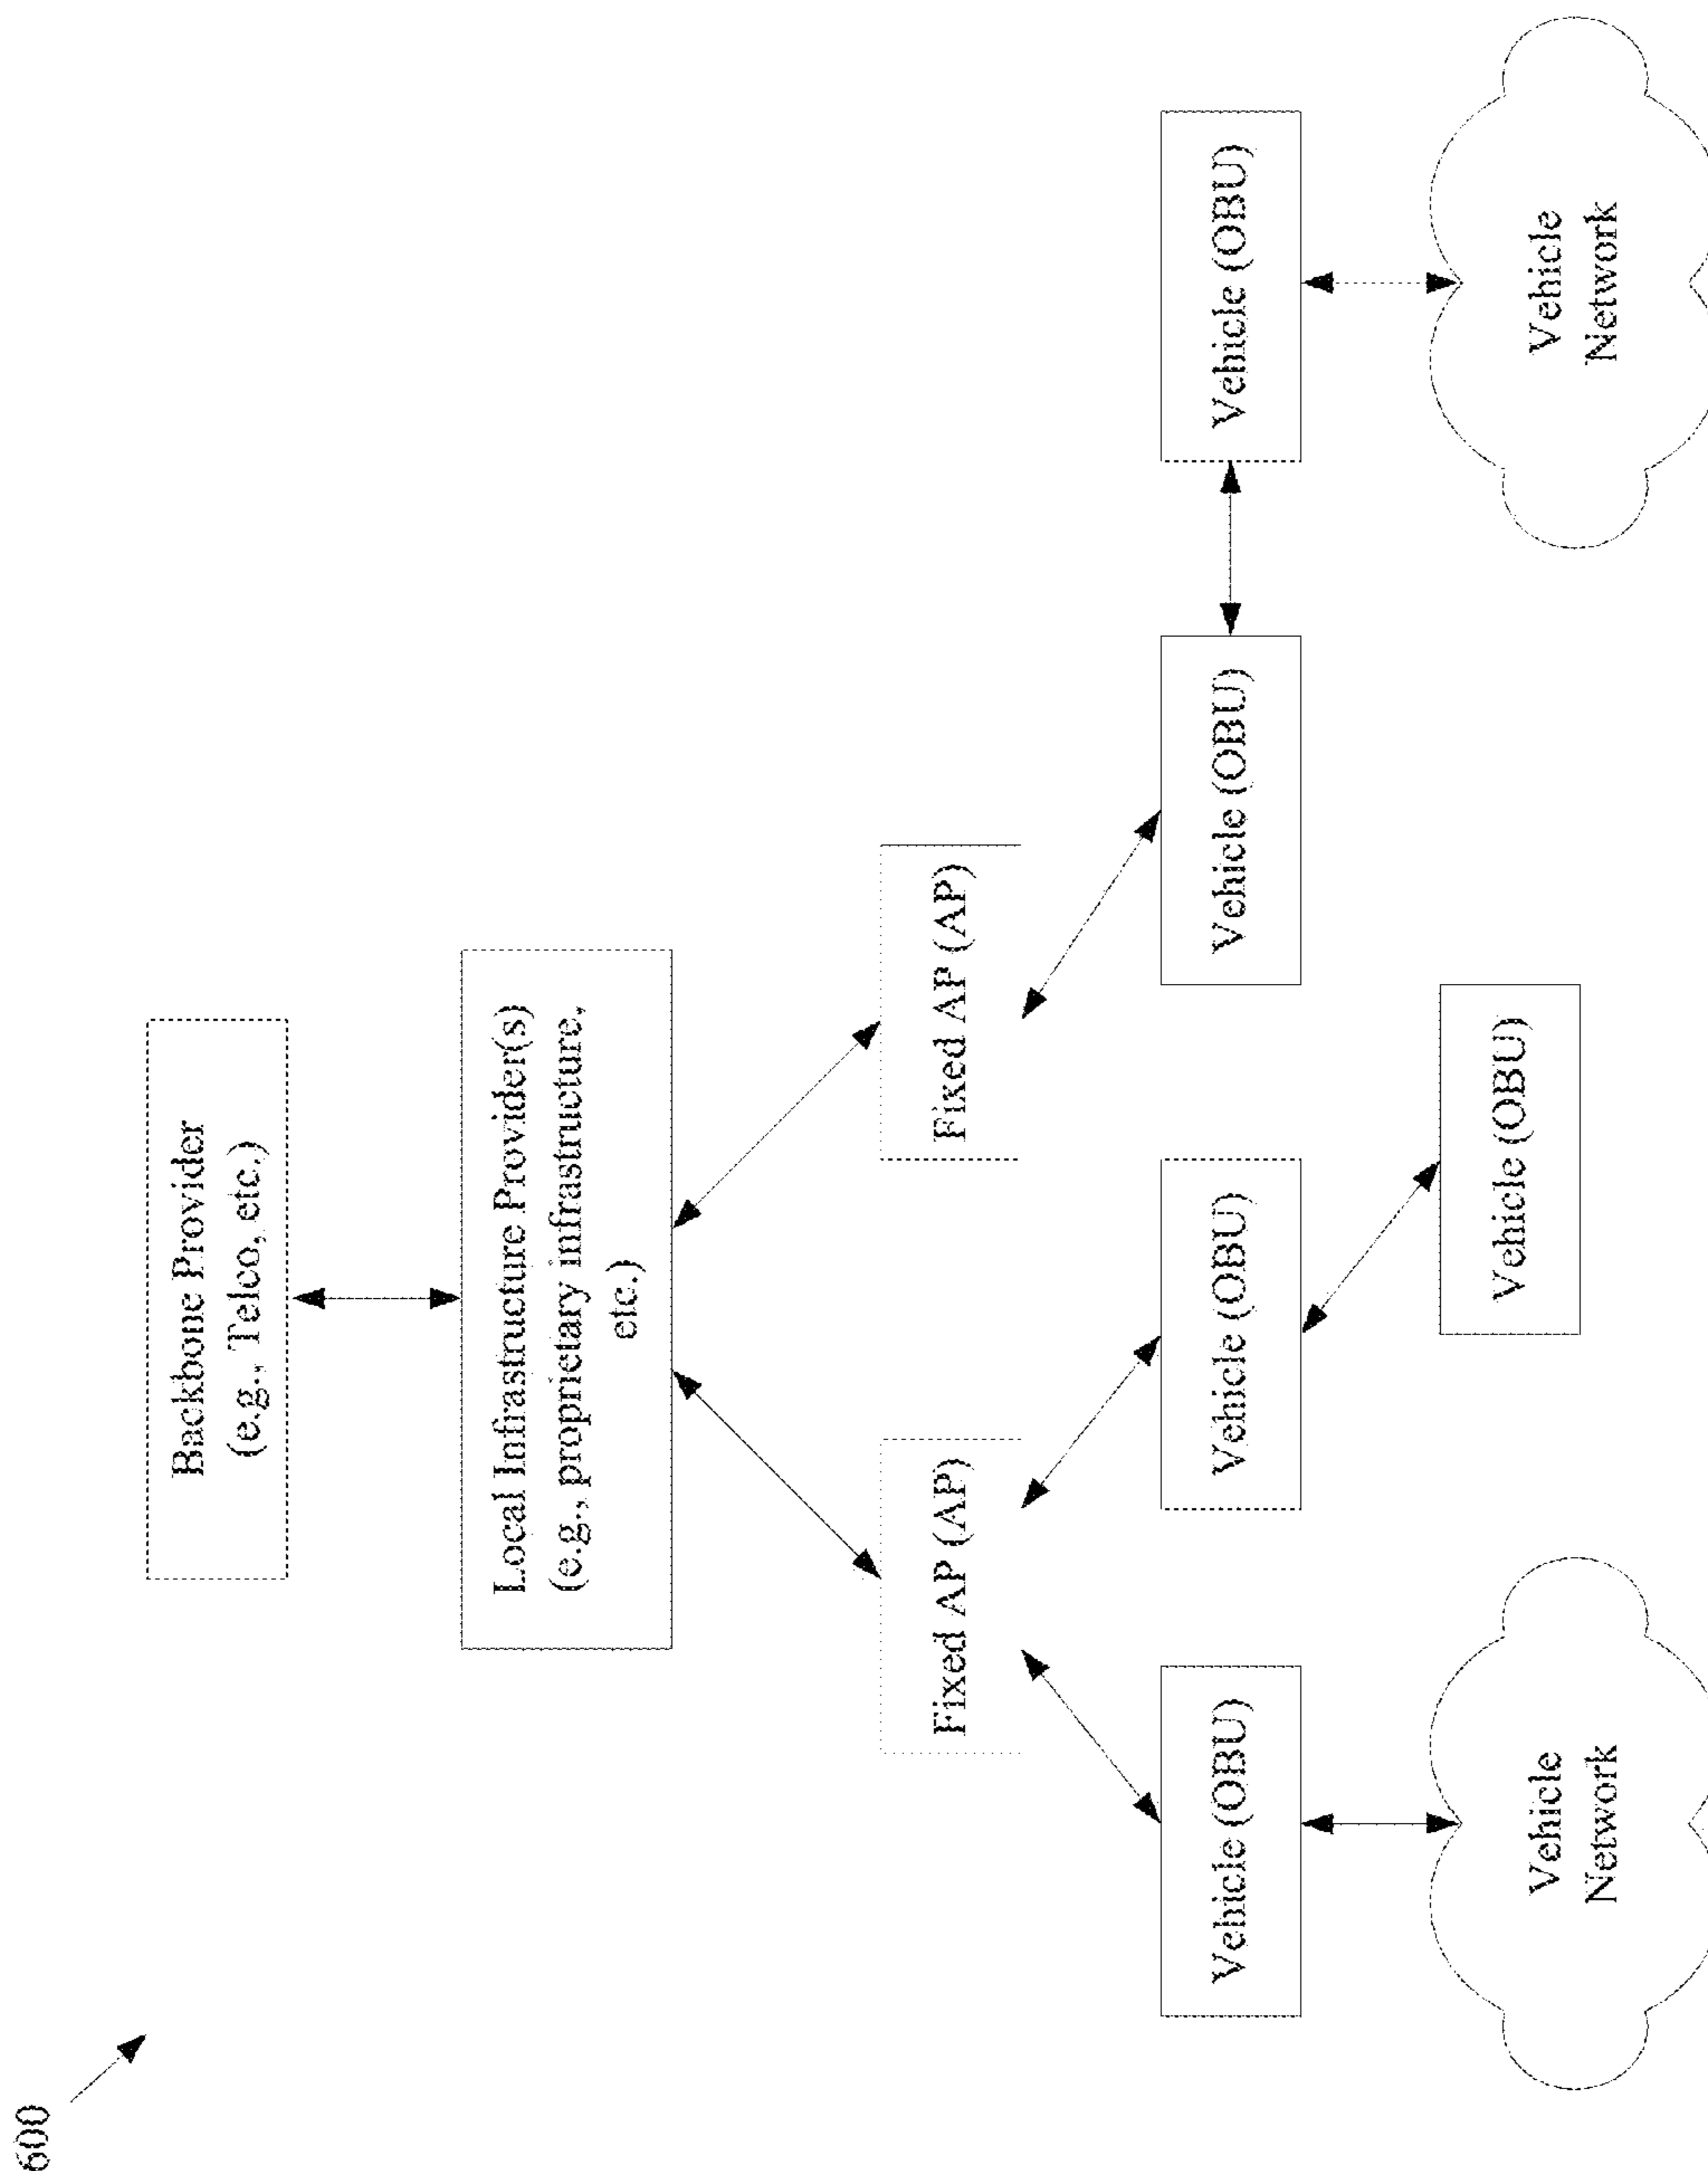 600
Backbone Provider
(e.g., Telco, etc.)
Local Infrastructure Provider(s)
(e.g., proprietary infrastructure,
etc.)
Fixed AP (AP)
Fixed AP (AP)
Vehicle (OBU)
Vehicle (OBU)
Vehicle (OBU)
Vehicle (OBU)
Vehicle (OBU)
Vehicle
Network
Vehicle
Network